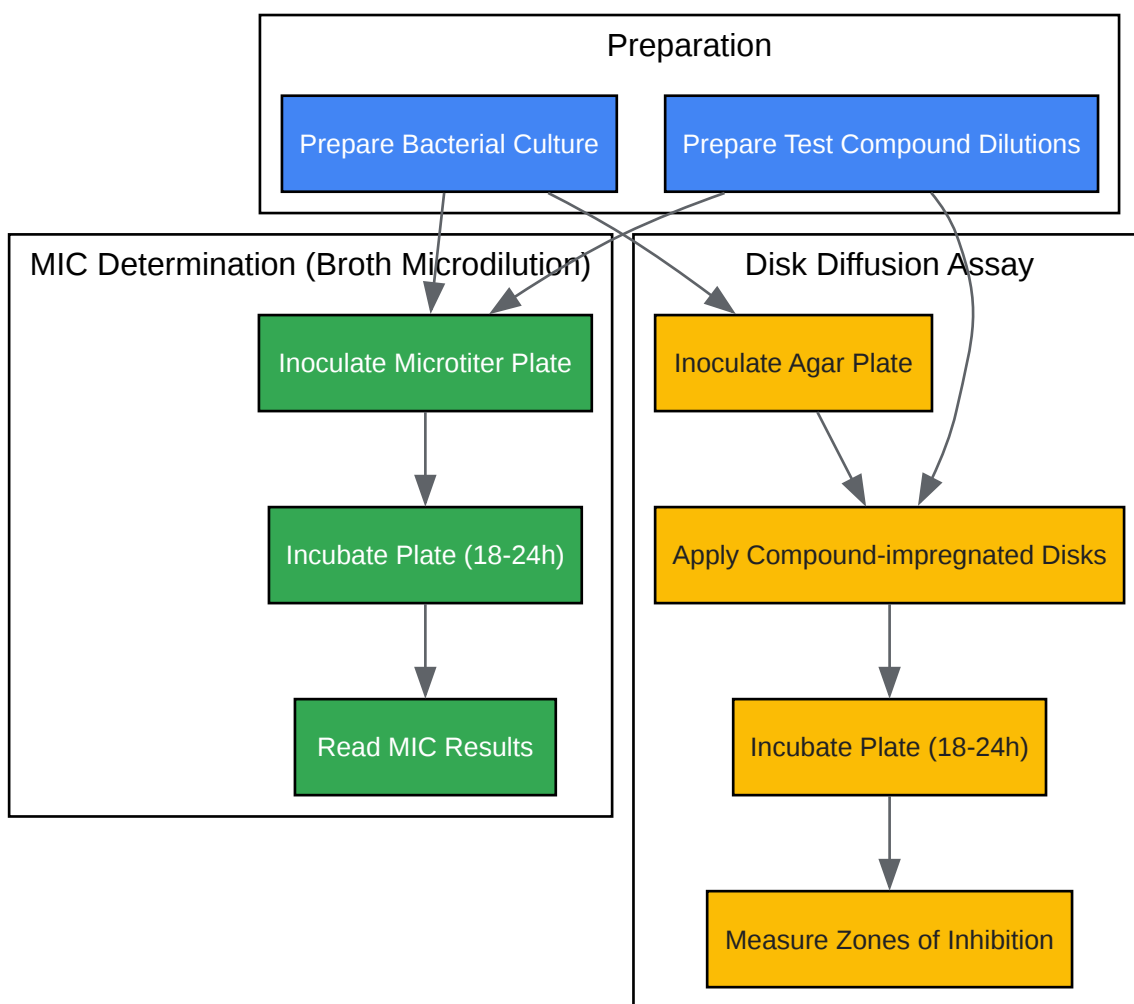 Preparation
Prepare Bacterial Culture
Prepare Test Compound Dilutions
MIC Determination (Broth Microdilution)
Inoculate Microtiter Plate
Incubate Plate (18-24h)
Read MIC Results
Disk Diffusion Assay
Inoculate Agar Plate
Apply Compound-impregnated Disks
Incubate Plate (18-24h)
Measure Zones of Inhibition